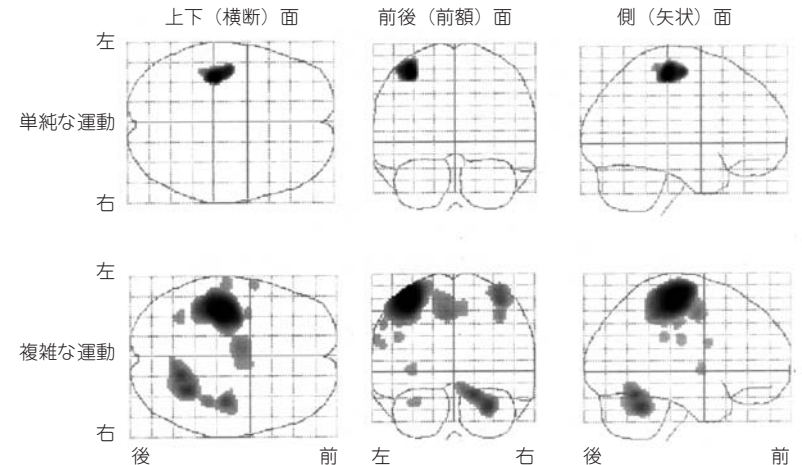 上下（横断）面
前後（前額）面
側（矢状）面
左
単純な運動
右
左
複雑な運動
右
後
前
左
右
後
前